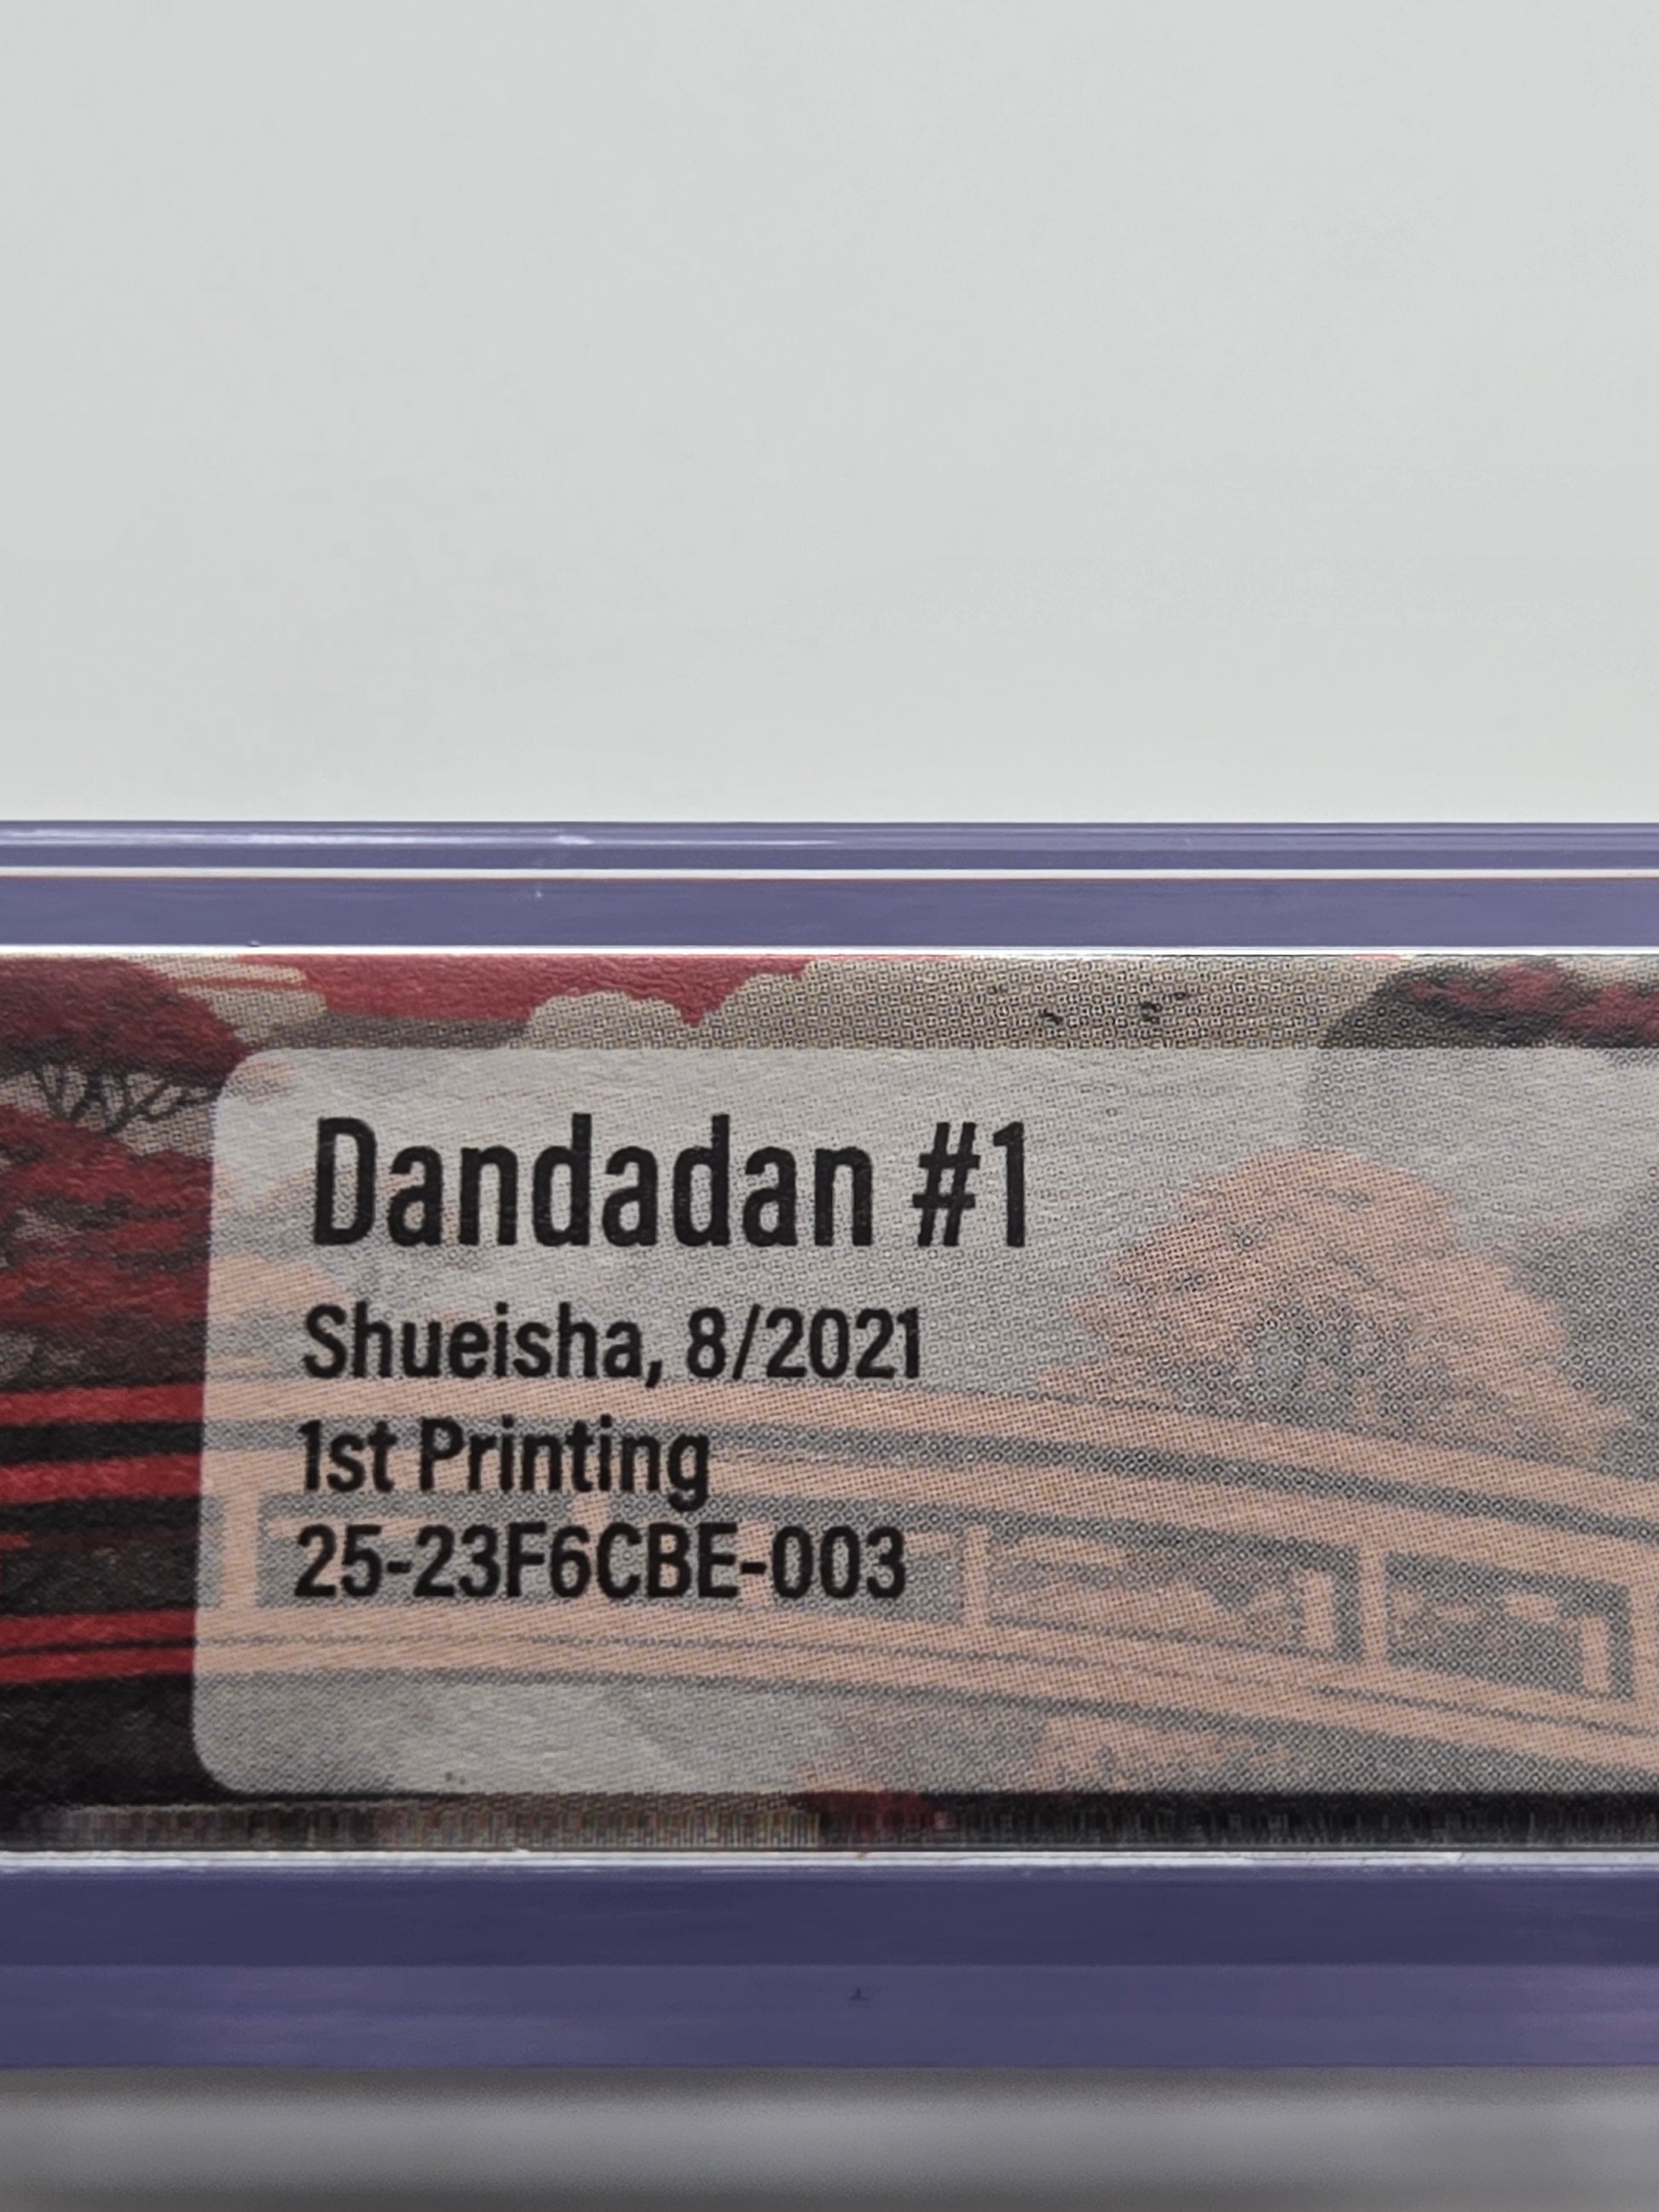 Dandadan #1
Shueisha, 8/2021
1st Printing
25-23F6CBE-003